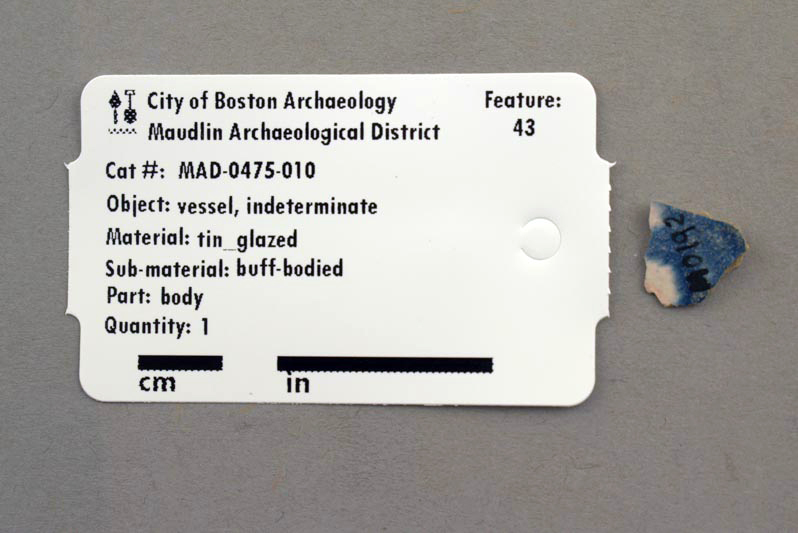 City of Boston Archaeology
Maudlin Archaeological District
Feature:
43
Cat #: MAD-0475-010
Object: vessel, indeterminate
Material: tin_glazed
Sub-material: buff-bodied
Part: body
Quantity: 1
cm
in